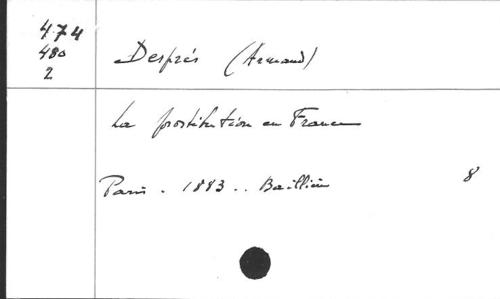 474
480
2
Desprès (Armand)
La prostitution en France
Paris . 1883 .. Baillière
8